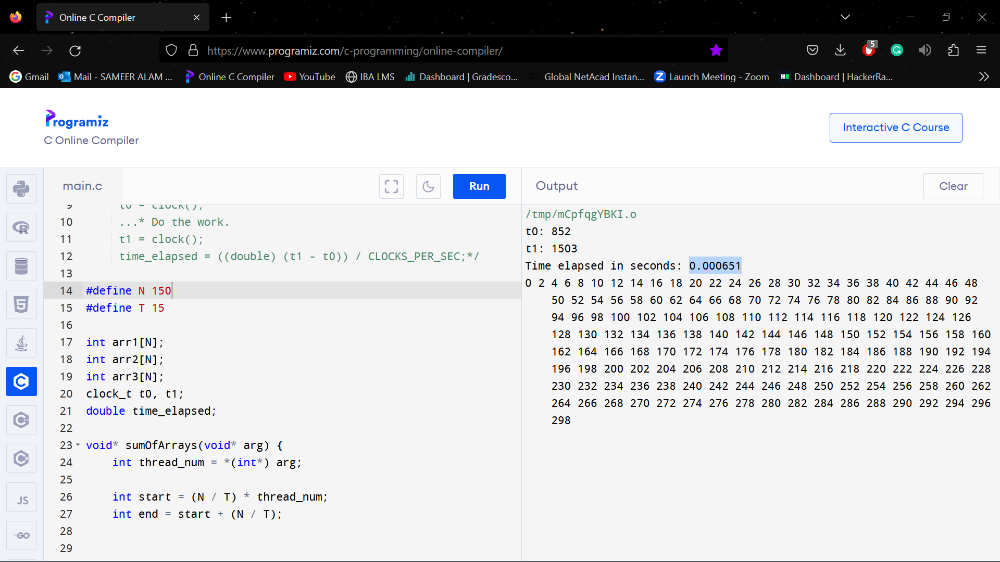 Online C Compiler
https://www.programiz.com/c-programming/online-compiler/
5
Gmail
Mail - SAMEER ALAM ...
Online C Compiler
YouTube
IBA LMS
Dashboard | Gradesco...
Global NetAcad Instan...
Launch Meeting - Zoom
Dashboard | HackerRa...
Programiz
C Online Compiler
Interactive C Course
main.c
Run
Output
Clear
9 t0 = clock();
10 ...* Do the work.
11 t1 = clock();
12 time_elapsed = ((double) (t1 - t0)) / CLOCKS_PER_SEC;*/
13
14 #define N 150
15 #define T 15
16
17 int arr1[N];
18 int arr2[N];
19 int arr3[N];
20 clock_t t0, t1;
21 double time_elapsed;
22
23 void* sumOfArrays(void* arg) {
24 int thread_num = *(int*) arg;
25
26 int start = (N / T) * thread_num;
27 int end = start + (N / T);
28
29
/tmp/mCpfqgYBKI.o
t0: 852
t1: 1503
Time elapsed in seconds: 0.000651
0 2 4 6 8 10 12 14 16 18 20 22 24 26 28 30 32 34 36 38 40 42 44 46 48
50 52 54 56 58 60 62 64 66 68 70 72 74 76 78 80 82 84 86 88 90 92
94 96 98 100 102 104 106 108 110 112 114 116 118 120 122 124 126
128 130 132 134 136 138 140 142 144 146 148 150 152 154 156 158 160
162 164 166 168 170 172 174 176 178 180 182 184 186 188 190 192 194
196 198 200 202 204 206 208 210 212 214 216 218 220 222 224 226 228
230 232 234 236 238 240 242 244 246 248 250 252 254 256 258 260 262
264 266 268 270 272 274 276 278 280 282 284 286 288 290 292 294 296
298
JS
GO